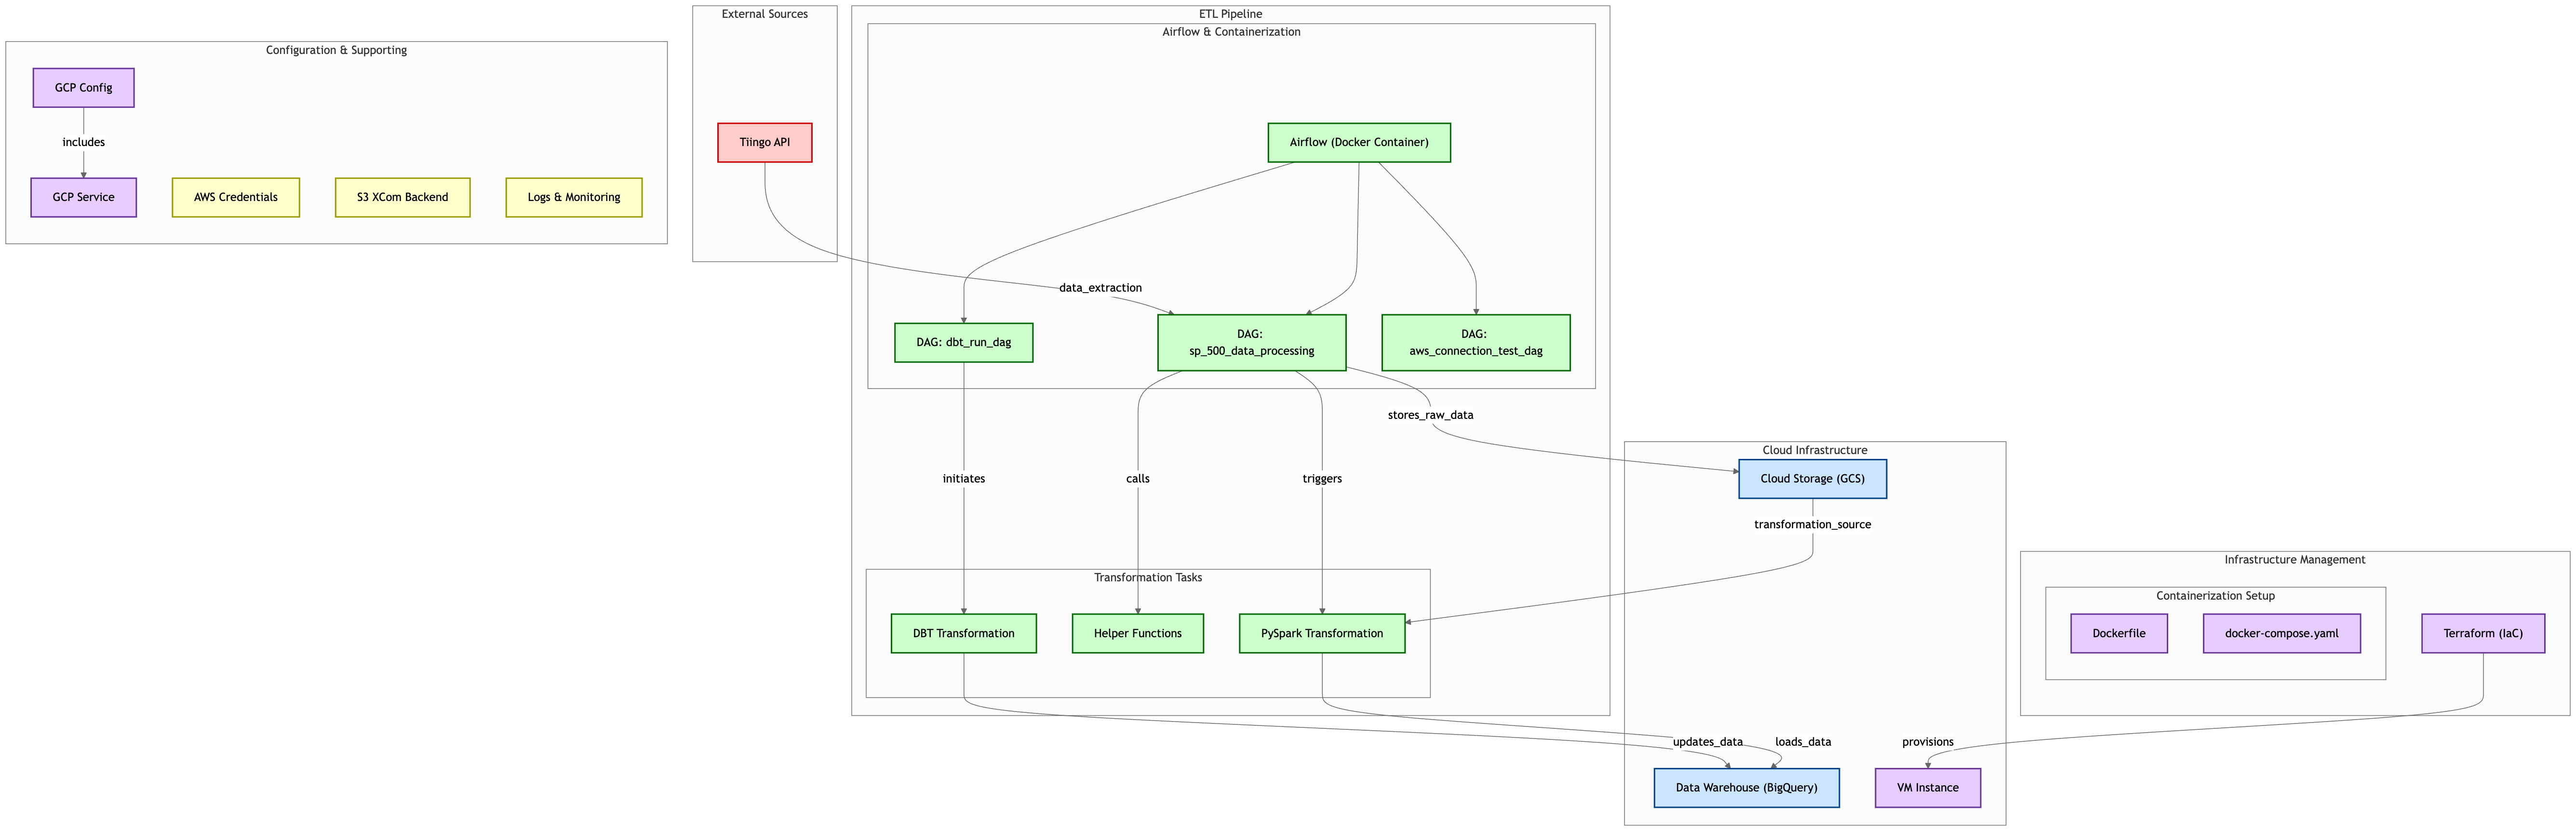 External Sources
ETL Pipeline
Airflow & Containerization
Configuration & Supporting
GCP Config
includes
GCP Service
AWS Credentials
S3 XCom Backend
Logs & Monitoring
Tiingo API
Airflow (Docker Container)
data_extraction
DAG: dbt_run_dag
DAG:
sp_500_data_processing
DAG:
aws_connection_test_dag
stores_raw_data
initiates
calls
triggers
Cloud Infrastructure
Cloud Storage (GCS)
transformation_source
Transformation Tasks
DBT Transformation
Helper Functions
PySpark Transformation
Infrastructure Management
Containerization Setup
Dockerfile
docker-compose.yaml
Terraform (IaC)
updates_data
loads_data
provisions
Data Warehouse (BigQuery)
VM Instance